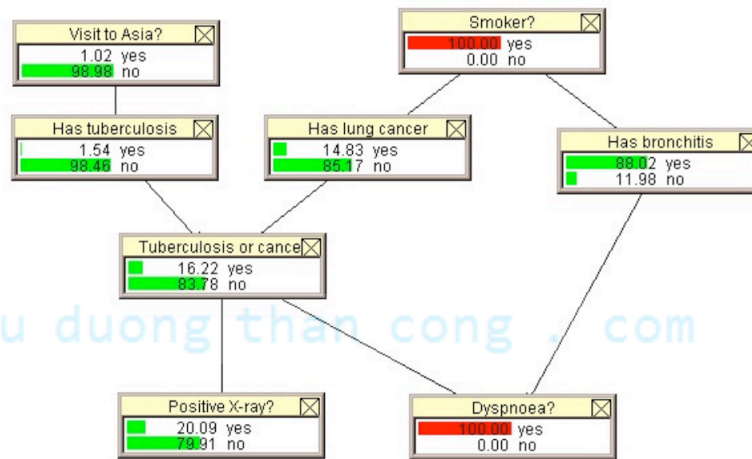 Visit to Asia?
1.02 yes
98.98 no
Smoker?
100.00 yes
0.00 no
Has tuberculosis
1.54 yes
98.46 no
Has lung cancer
14.83 yes
85.17 no
Has bronchitis
88.02 yes
11.98 no
Tuberculosis or cance
16.22 yes
83.78 no
u duong than cong . com
Positive X-ray?
20.09 yes
79.91 no
Dyspnoea?
100.00 yes
0.00 no